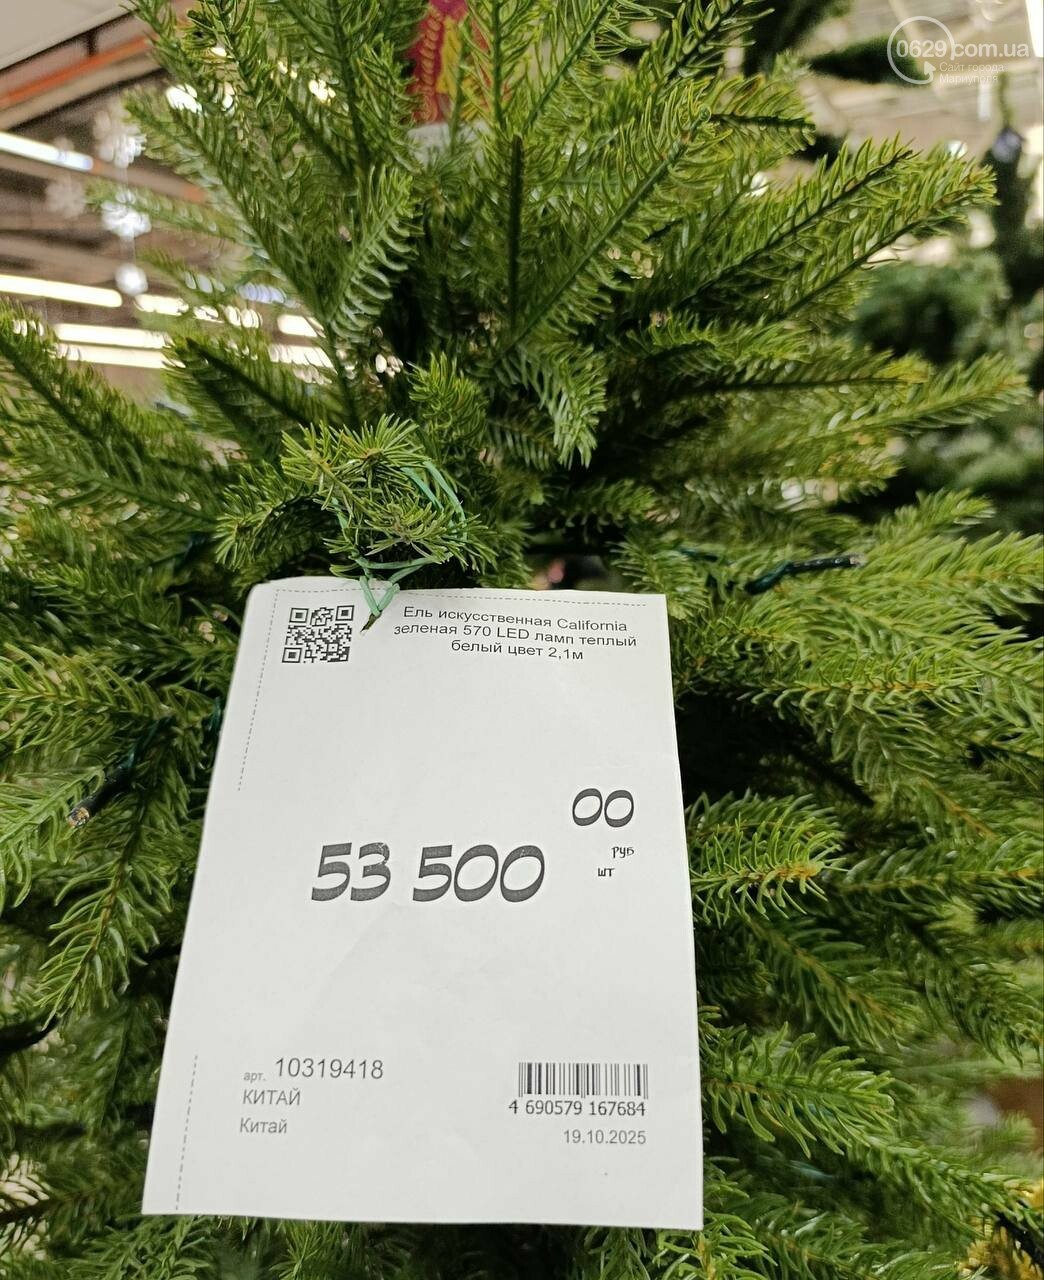 0629.com.ua
Сайт города
Мариуполя
Ель искусственная California
зеленая 570 LED ламп теплый
белый цвет 2,1м
53 500 00
РУБ
ШТ
арт. 10319418
КИТАЙ
Китай
4 690579 167684
19.10.2025